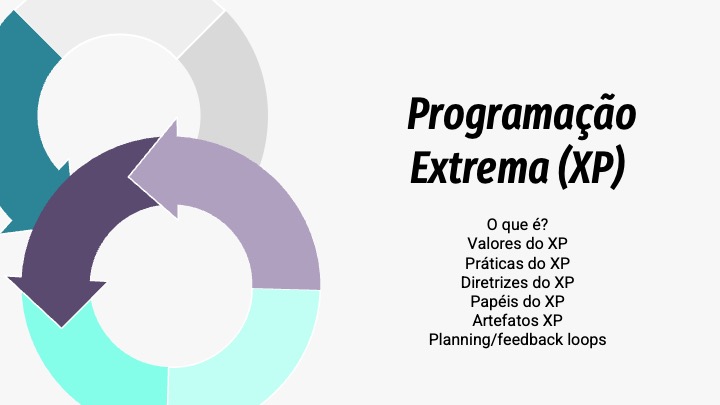 Programação
Extrema (XP)
O que é?
Valores do XP
Práticas do XP
Diretrizes do XP
Papéis do XP
Artefatos XP
Planning/feedback loops